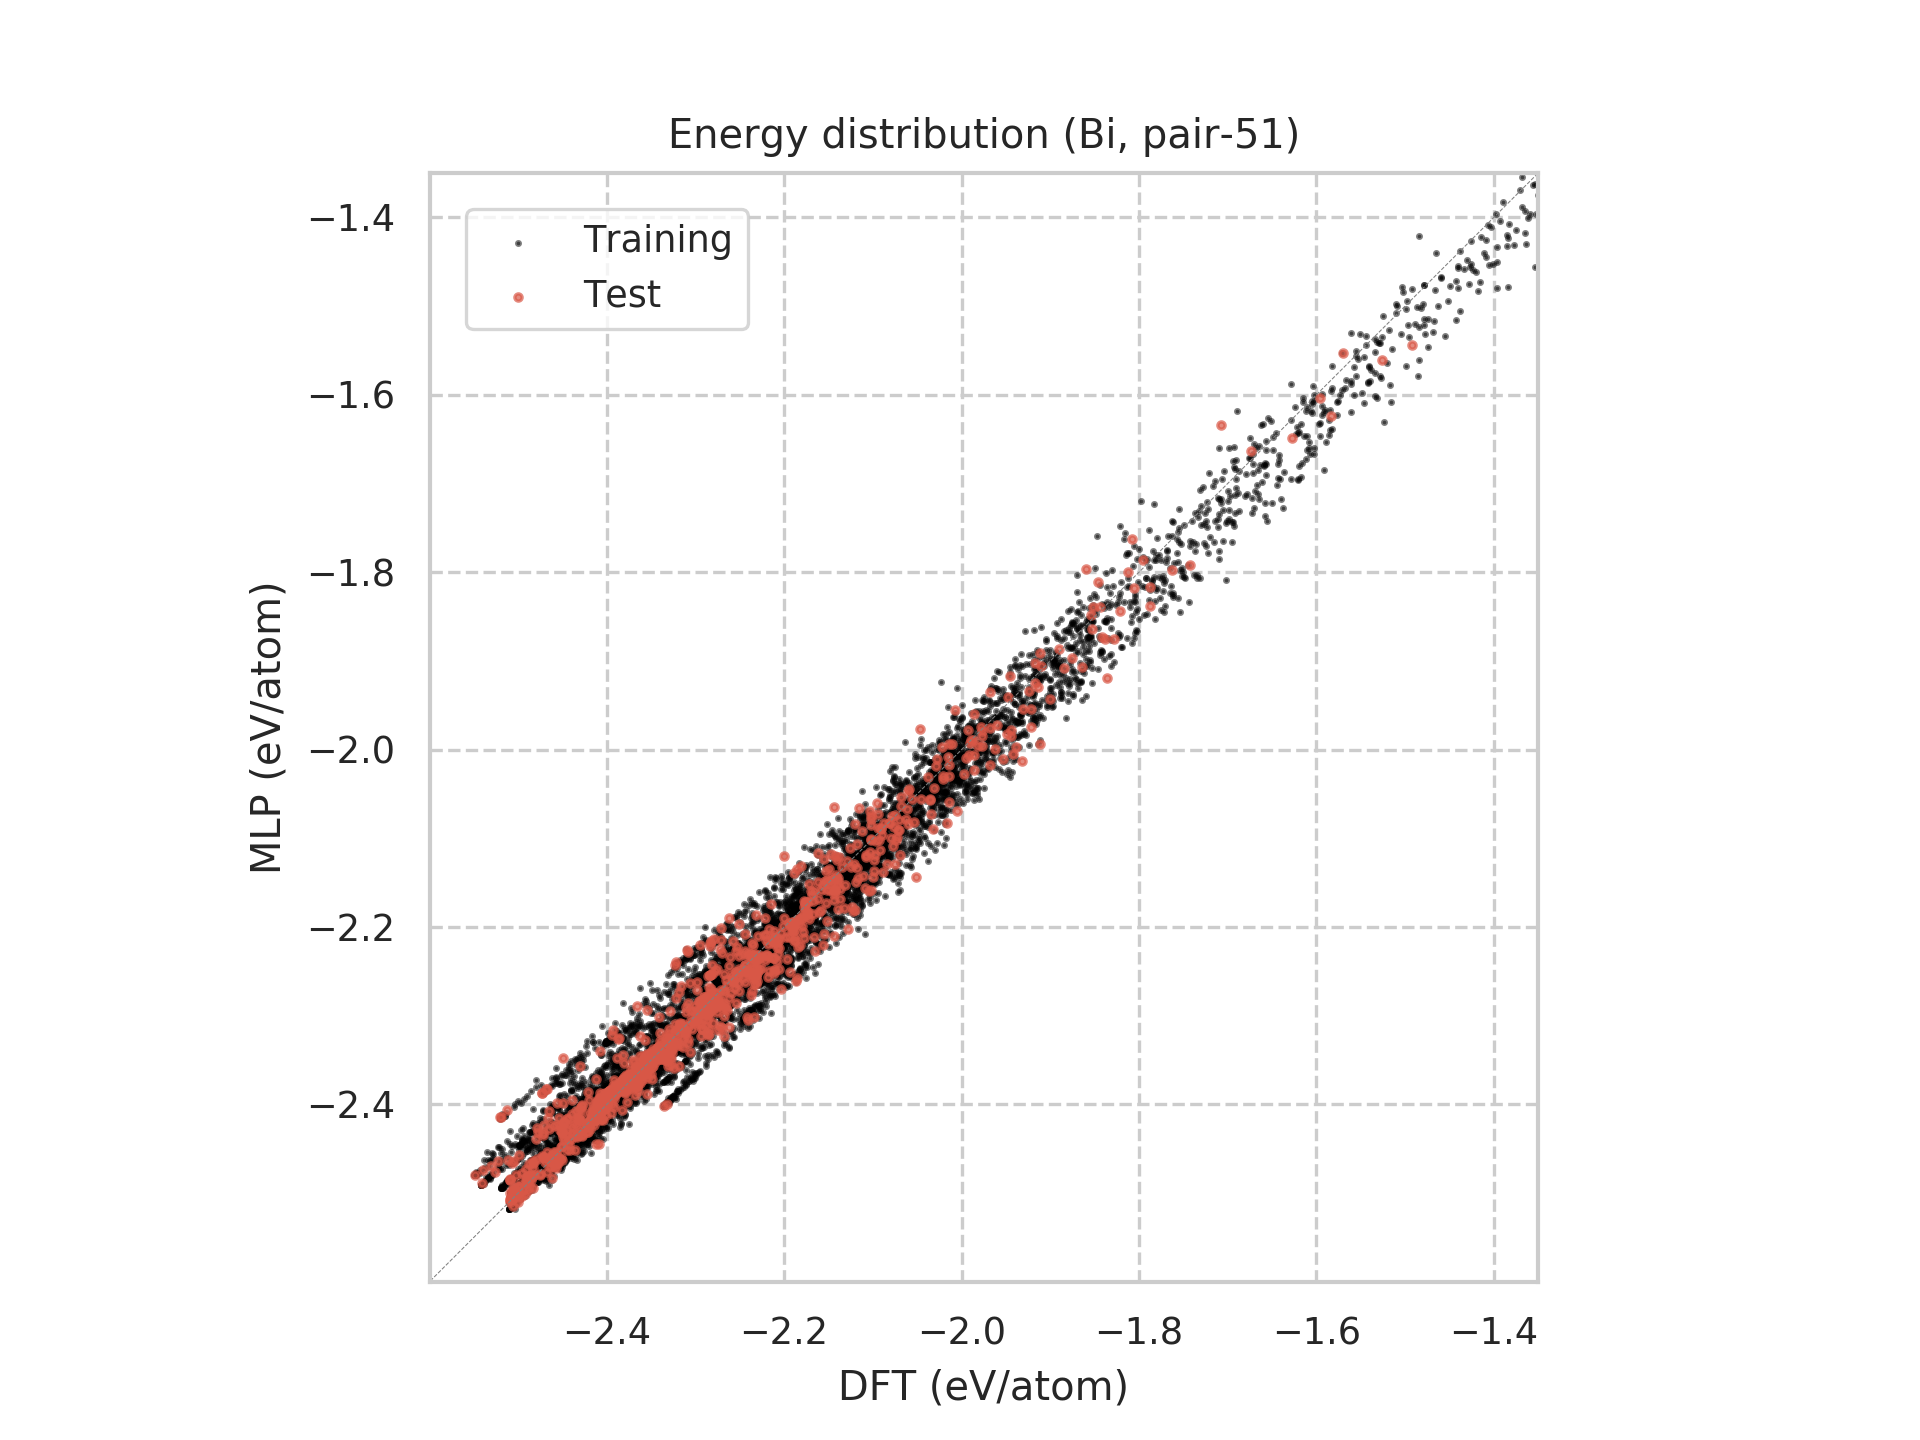 Energy distribution (Bi, pair-51)
Training
Test
−1.4
−1.6
−1.8
−2.0
−2.2
−2.4
MLP (eV/atom)
−2.4
−2.2
−2.0
−1.8
−1.6
−1.4
DFT (eV/atom)